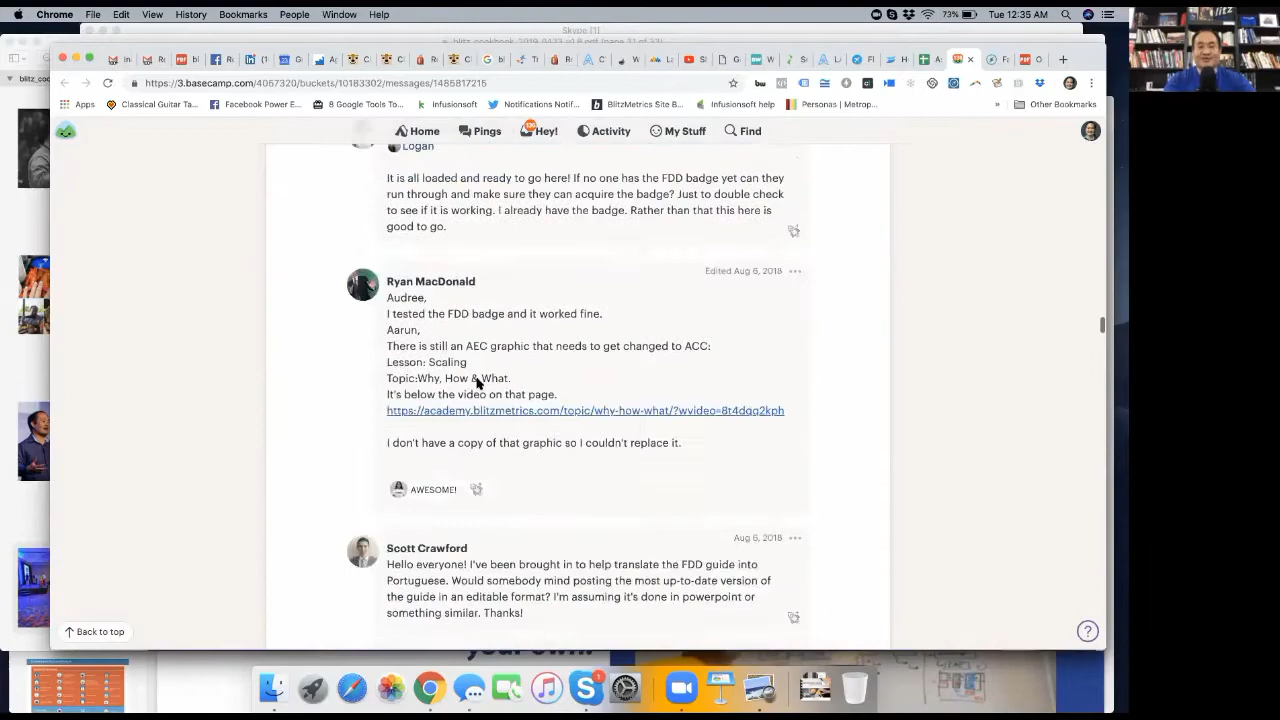 Chrome File Edit View History Bookmarks People Window Help
73% Tue 12:35 AM
Skype [1]
https://3.basecamp.com/4067320/buckets/10183302/messages/1485817215
Apps Classical Guitar Ta... Facebook Power E... 8 Google Tools To... Infusionsoft Notifications Notif... BlitzMetrics Site B... Infusionsoft help Personas | Metrop... » Other Bookmarks
Home Pings Hey! Activity My Stuff Find
Logan
It is all loaded and ready to go here! If no one has the FDD badge yet can they
run through and make sure they can acquire the badge? Just to double check
to see if it is working. I already have the badge. Rather than that this here is
good to go.
Edited Aug 6, 2018
Ryan MacDonald
Audree,
I tested the FDD badge and it worked fine.
Aarun,
There is still an AEC graphic that needs to get changed to ACC:
Lesson: Scaling
Topic:Why, How & What.
It's below the video on that page.
https://academy.blitzmetrics.com/topic/why-how-what/?wvideo=8t4dqq2kph
I don't have a copy of that graphic so I couldn't replace it.
AWESOME!
Aug 6, 2018
Scott Crawford
Hello everyone! I've been brought in to help translate the FDD guide into
Portuguese. Would somebody mind posting the most up-to-date version of
the guide in an editable format? I'm assuming it's done in powerpoint or
something similar. Thanks!
Back to top
?
your own.